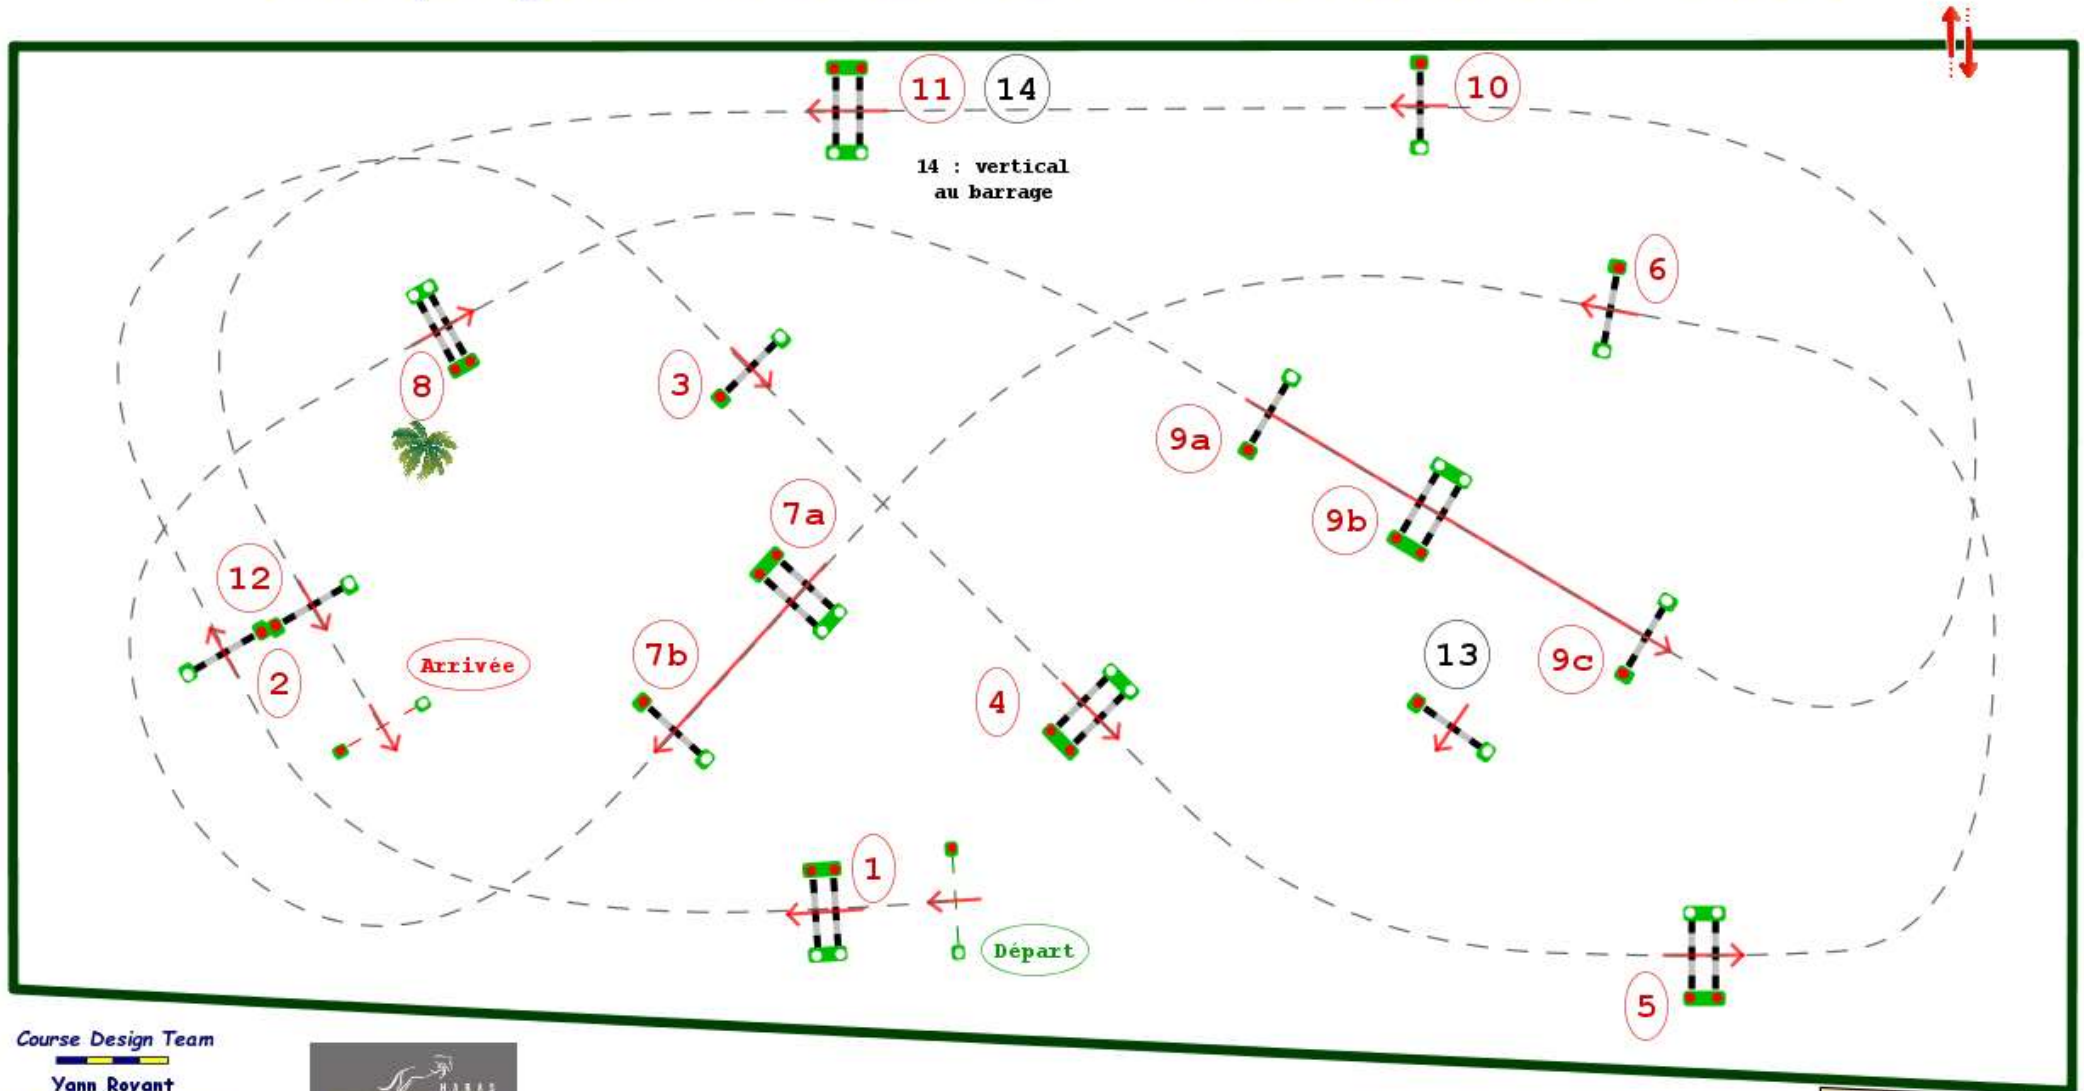 11
14
10
14 : vertical
au barrage
6
8
3
9a
7a
9b
12
2
Arrivée
7b
4
13
9c
1
Départ
5
Course Design Team
Yann Royant
HARAS